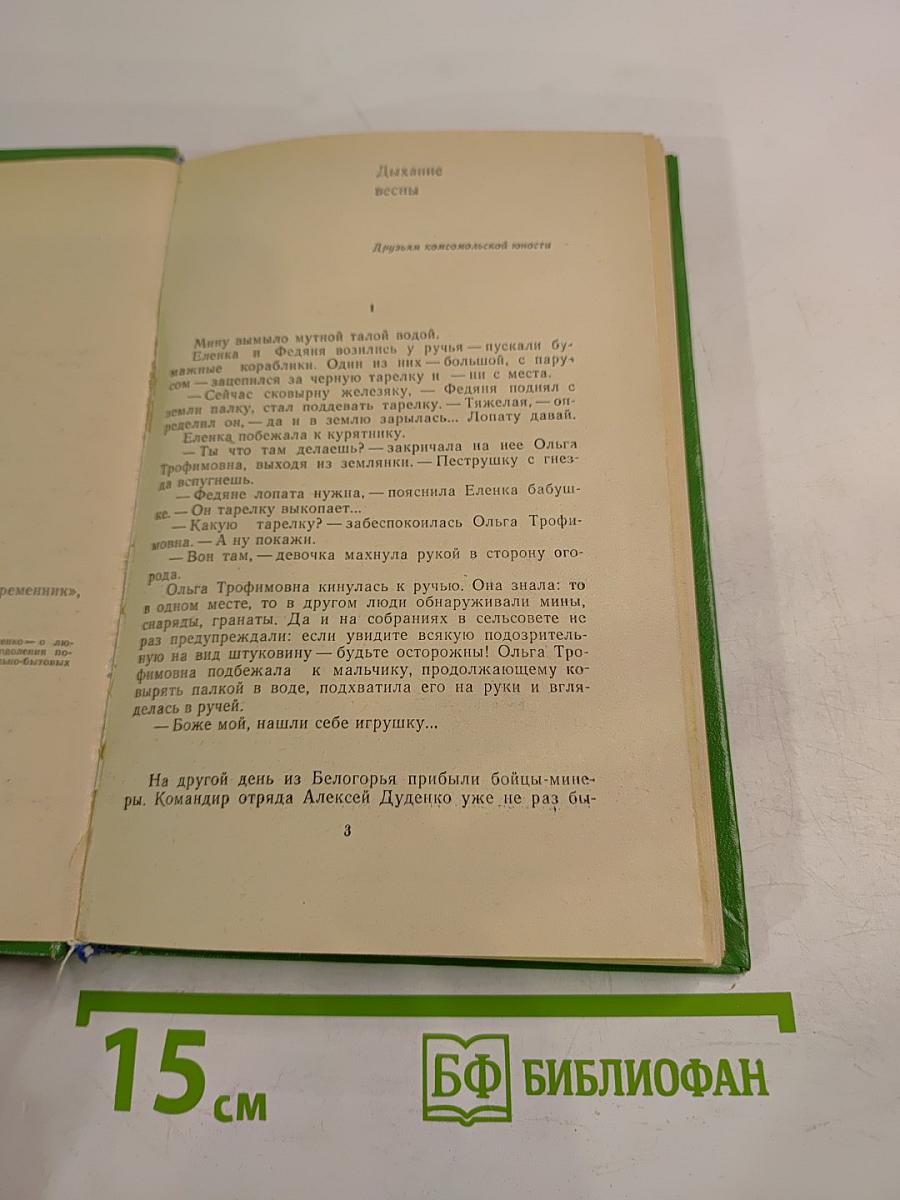 ременник»,
енко — о лю-
одоления по-
льно-бытовых
Дыхание
весны
Друзьям комсомольской юности
1
Мину вымыло мутной талой водой.
Еленка и Федяня возились у ручья — пускали бу-
мажные кораблики. Один из них — большой, с пару-
сом — зацепился за черную тарелку и — ни с места.
— Сейчас сковырну железяку, — Федяня поднял с
земли палку, стал поддевать тарелку. — Тяжелая, — оп-
ределил он, — да и в землю зарылась... Лопату давай.
Еленка побежала к курятнику.
— Ты что там делаешь? — закричала на нее Ольга
Трофимовна, выходя из землянки. — Пеструшку с гнез-
да вспугнешь.
— Федяне лопата нужна, — пояснила Еленка бабуш-
ке. — Он тарелку выкопает...
— Какую тарелку? — забеспокоилась Ольга Трофи-
мовна. — А ну покажи.
— Вон там, — девочка махнула рукой в сторону ого-
рода.
Ольга Трофимовна кинулась к ручью. Она знала: то
в одном месте, то в другом люди обнаруживали мины,
снаряды, гранаты. Да и на собраниях в сельсовете не
раз предупреждали: если увидите всякую подозритель-
ную на вид штуковину — будьте осторожны! Ольга Тро-
фимовна подбежала к мальчику, продолжающему ко-
вырять палкой в воде, подхватила его на руки и вгля-
делась в ручей.
— Боже мой, нашли себе игрушку...
На другой день из Белогорья прибыли бойцы-мине-
ры. Командир отряда Алексей Дуденко уже не раз бы-
3
15 см
БФ БИБЛИОФАН